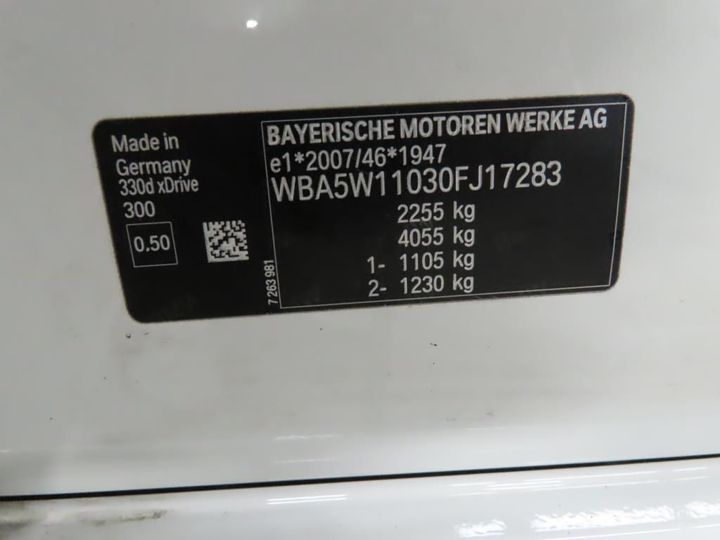 Made in
Germany
330d xDrive
300
0.50
7 263 981
BAYERISCHE MOTOREN WERKE AG
e1*2007/46*1947
WBA5W11030FJ17283
2255 kg
4055 kg
1- 1105 kg
2- 1230 kg